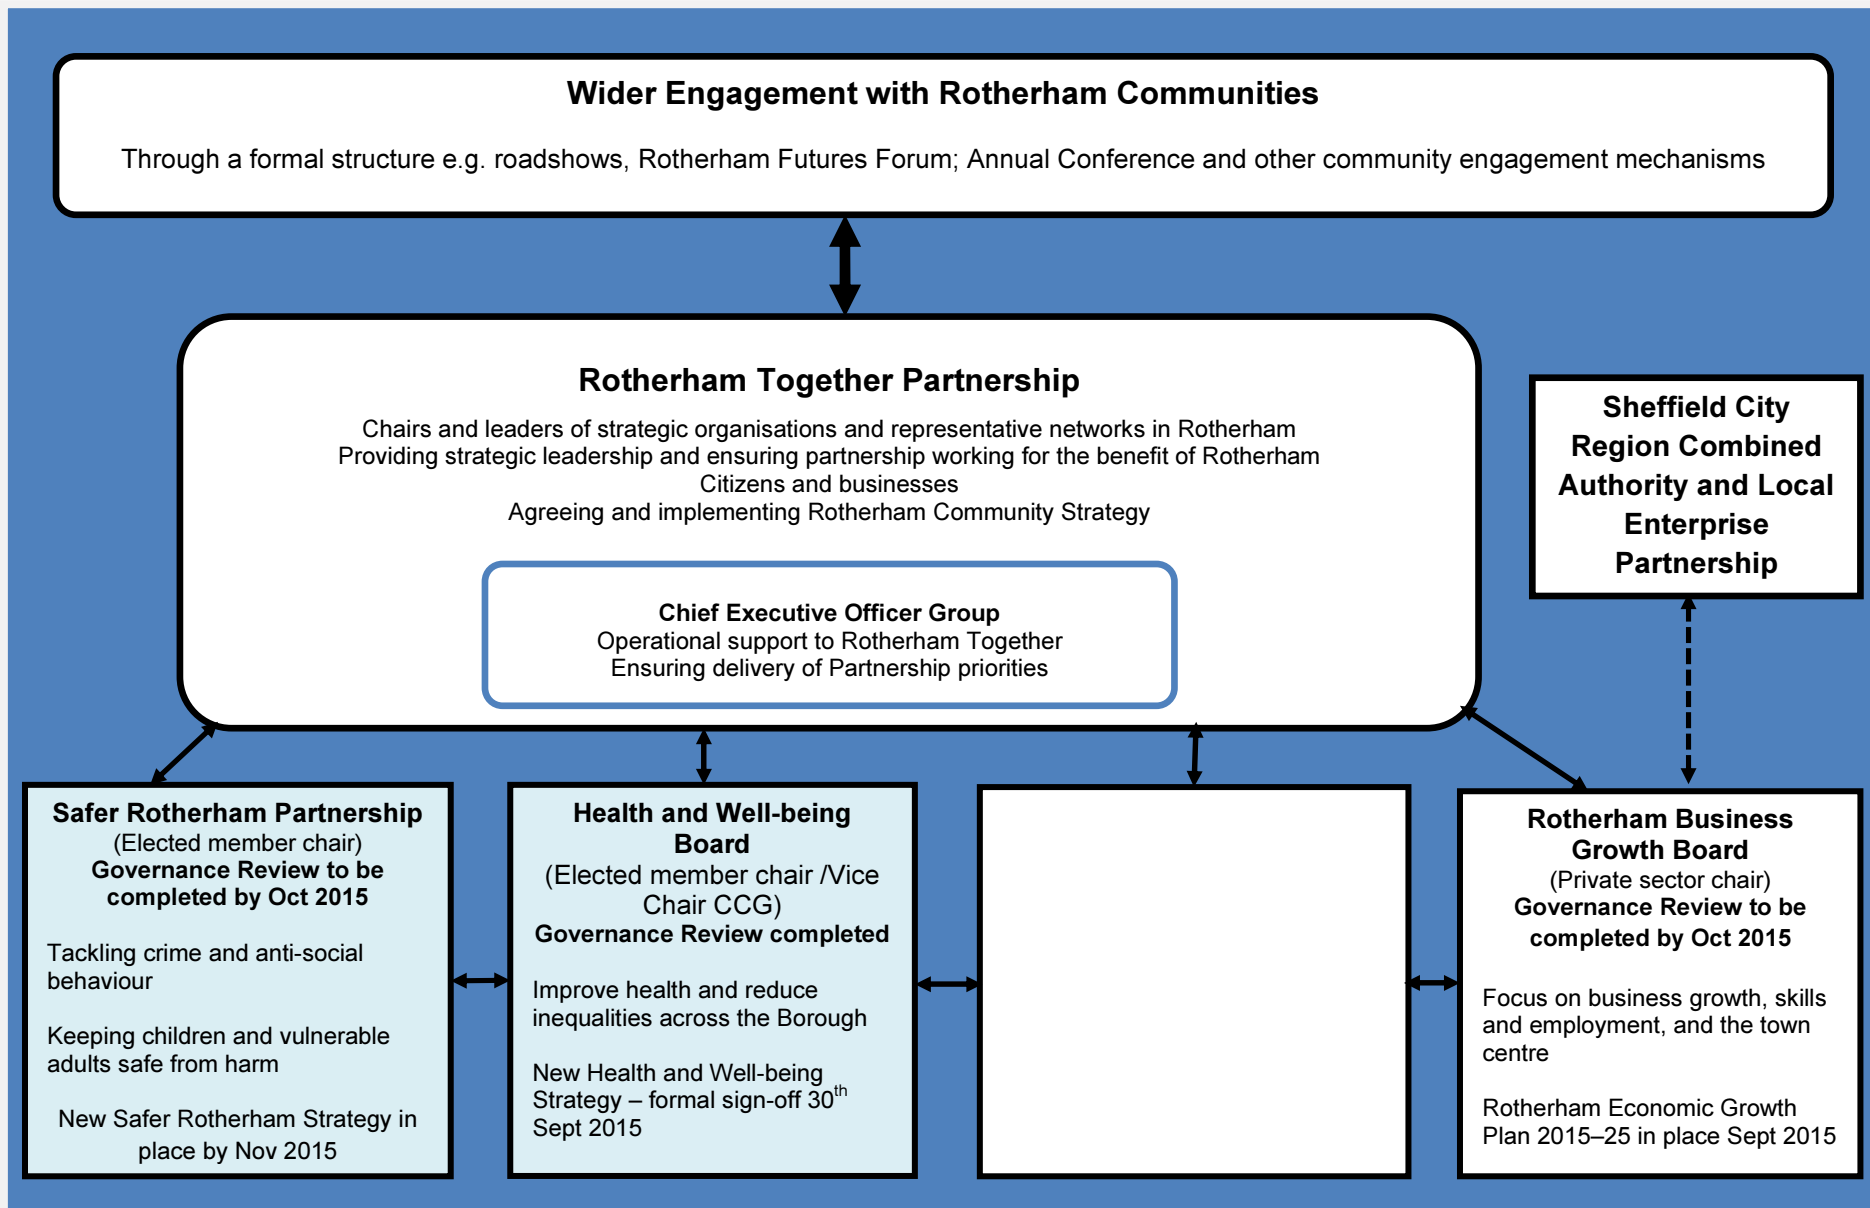 Wider Engagement with Rotherham Communities
Through a formal structure e.g. roadshows, Rotherham Futures Forum; Annual Conference and other community engagement mechanisms
Rotherham Together Partnership
Chairs and leaders of strategic organisations and representative networks in Rotherham
Providing strategic leadership and ensuring partnership working for the benefit of Rotherham
Citizens and businesses
Agreeing and implementing Rotherham Community Strategy
Chief Executive Officer Group
Operational support to Rotherham Together
Ensuring delivery of Partnership priorities
Sheffield City
Region Combined
Authority and Local
Enterprise
Partnership
Safer Rotherham Partnership
(Elected member chair)
Governance Review to be
completed by Oct 2015
Tackling crime and anti-social
behaviour
Keeping children and vulnerable
adults safe from harm
New Safer Rotherham Strategy in
place by Nov 2015
Health and Well-being
Board
(Elected member chair /Vice
Chair CCG)
Governance Review completed
Improve health and reduce
inequalities across the Borough
New Health and Well-being
Strategy – formal sign-off 30th
Sept 2015
Rotherham Business
Growth Board
(Private sector chair)
Governance Review to be
completed by Oct 2015
Focus on business growth, skills
and employment, and the town
centre
Rotherham Economic Growth
Plan 2015–25 in place Sept 2015